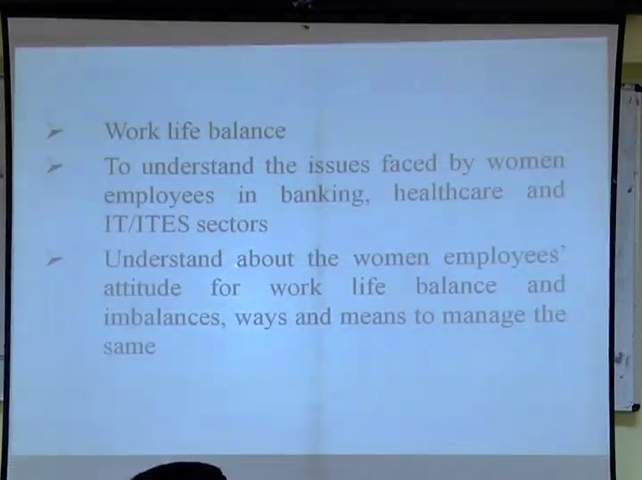 ➢ Work life balance
➢ To understand the issues faced by women
employees in banking, healthcare and
IT/ITES sectors
➢ Understand about the women employees’
attitude for work life balance and
imbalances, ways and means to manage the
same